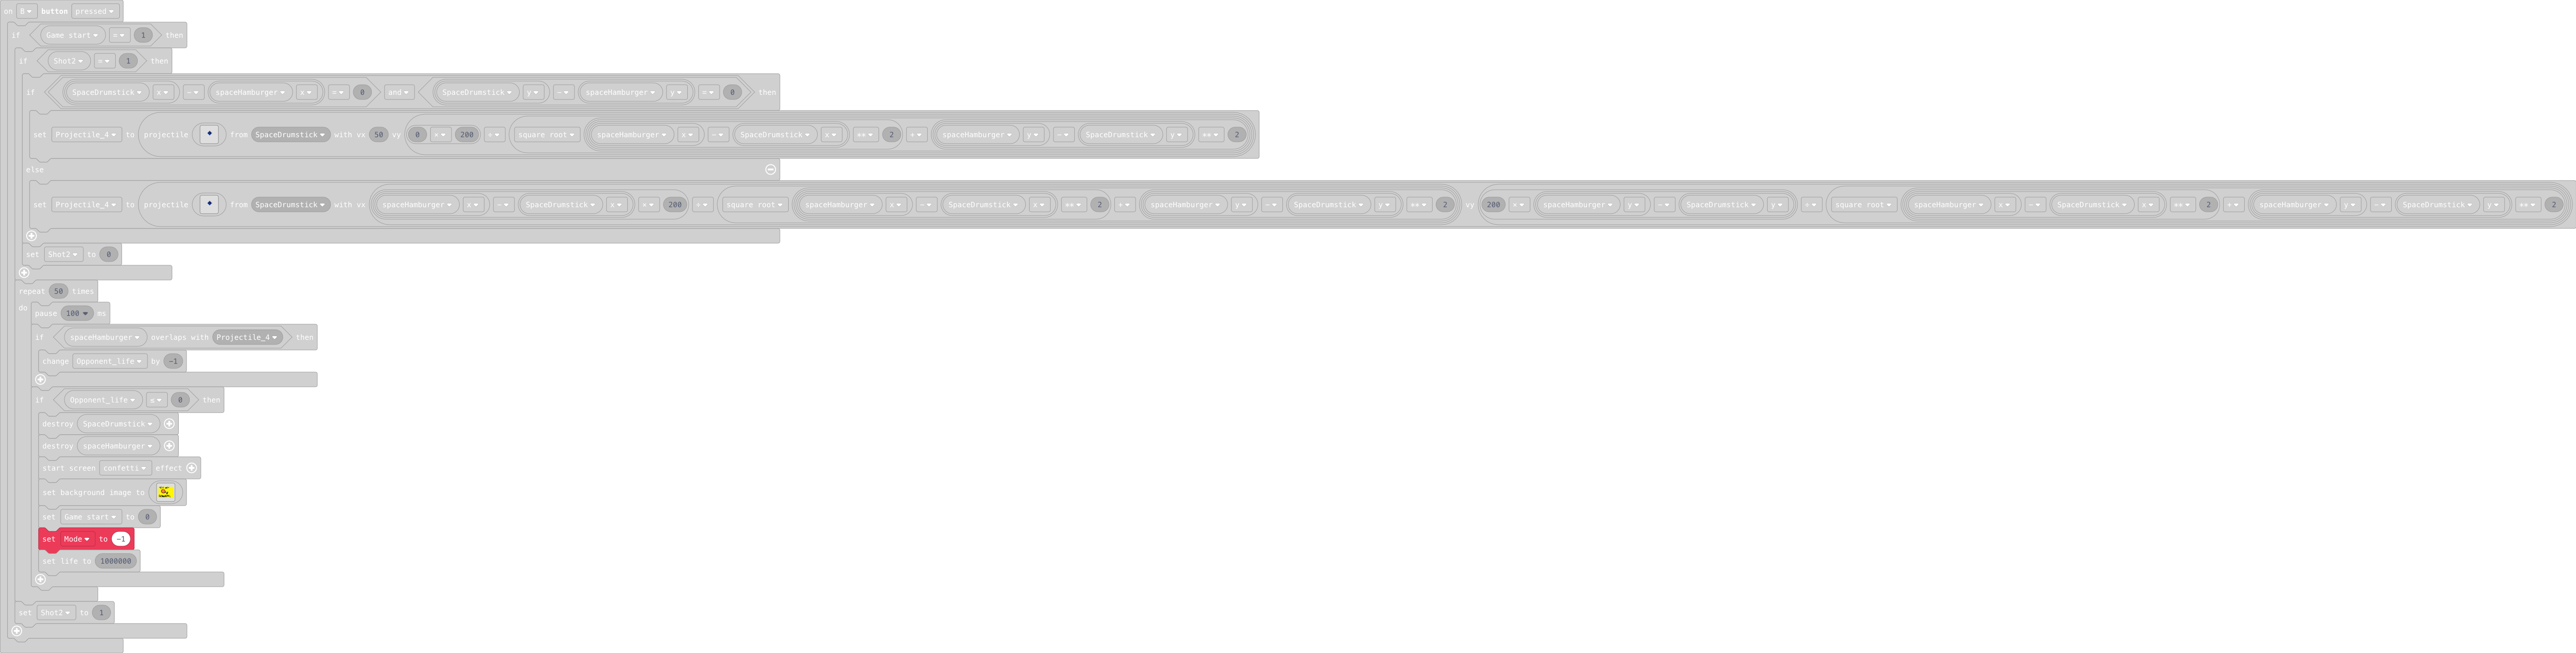 on B button pressed
if Game start = 1 then
if Shot2 = 1 then
if SpaceDrumstick x - spaceHamburger x = 0 and SpaceDrumstick y - spaceHamburger y = 0 then
set Projectile_4 to projectile from SpaceDrumstick with vx 50 vy 0 × 200 ÷ square root spaceHamburger x - SpaceDrumstick x ** 2 + spaceHamburger y - SpaceDrumstick y ** 2
else
set Projectile_4 to projectile from SpaceDrumstick with vx spaceHamburger x - SpaceDrumstick x × 200 ÷ square root spaceHamburger x - SpaceDrumstick x ** 2 + spaceHamburger y - SpaceDrumstick y ** 2 vy 200 × spaceHamburger y - SpaceDrumstick y ÷ square root spaceHamburger x - SpaceDrumstick x ** 2 + spaceHamburger y - SpaceDrumstick y ** 2
set Shot2 to 0
repeat 50 times
do
pause 100 ms
if spaceHamburger overlaps with Projectile_4 then
change Opponent_life by -1
if Opponent_life ≤ 0 then
destroy SpaceDrumstick
destroy spaceHamburger
start screen confetti effect
set background image to
set Game start to 0
set Mode to -1
set life to 1000000
set Shot2 to 1